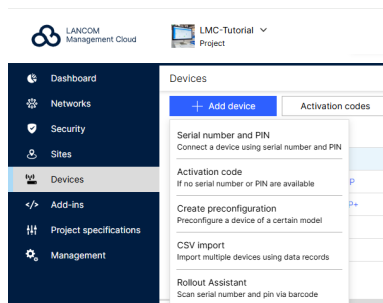 LANCOM
Management Cloud
LMC-Tutorial
Project
Dashboard
Networks
Security
Sites
Devices
Add-ins
Project specifications
Management
Devices
+ Add device
Activation codes
Serial number and PIN
Connect a device using serial number and PIN
Activation code
If no serial number or PIN are available
Create preconfiguration
Preconfigure a device of a certain model
CSV import
Import multiple devices using data records
Rollout Assistant
Scan serial number and pin via barcode